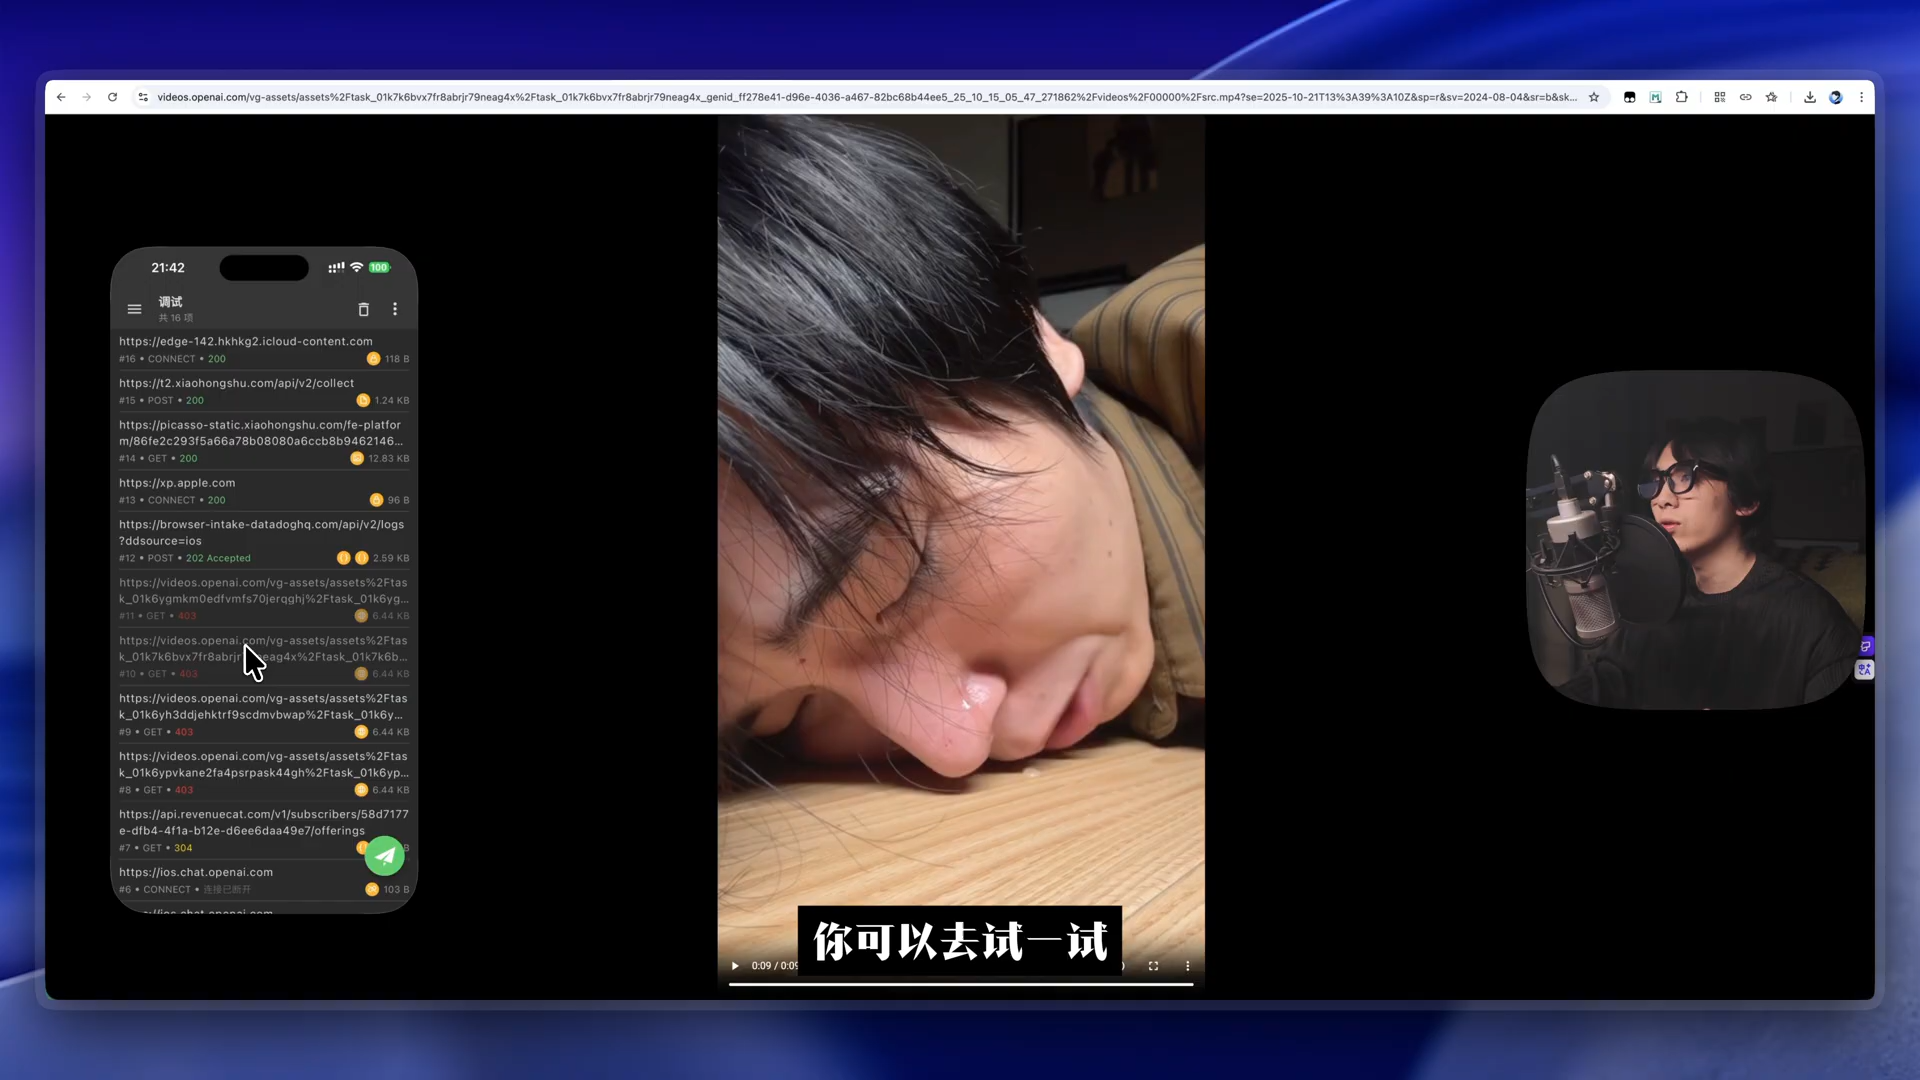 videos.openai.com/vg-assets/assets%2Ftask_01k7k6bvx7fr8abrjr79neag4x%2Ftask_01k7k6bvx7fr8abrjr79neag4x_genid_ff278e41-d96e-4036-a467-82bc68b44ee5_25_10_15_05_47_271862%2Fvideos%2F00000%2Fsrc.mp4?se=2025-10-21T13%3A39%3A10Z&sp=r&sv=2024-08-04&sr=b&sk...
21:42
100
调试
共 16 项
https://edge-142.hkhkg2.icloud-content.com
#16 • CONNECT • 200 118 B
https://t2.xiaohongshu.com/api/v2/collect
#15 • POST • 200 1.24 KB
https://picasso-static.xiaohongshu.com/fe-platfor
m/86fe2c293f5a66a78b08080a6ccb8b9462146...
#14 • GET • 200 12.83 KB
https://xp.apple.com
#13 • CONNECT • 200 96 B
https://browser-intake-datadoghq.com/api/v2/logs
?ddsource=ios
#12 • POST • 202 Accepted 2.59 KB
https://videos.openai.com/vg-assets/assets%2Ftas
k_01k6ygmkm0edfvmfs70jerqghj%2Ftask_01k6yg...
#11 • GET • 403 6.44 KB
https://videos.openai.com/vg-assets/assets%2Ftas
k_01k7k6bvx7fr8abrjr eag4x%2Ftask_01k7k6b...
#10 • GET • 403 6.44 KB
https://videos.openai.com/vg-assets/assets%2Ftas
k_01k6yh3ddjehktrf9scdmvbwap%2Ftask_01k6y...
#9 • GET • 403 6.44 KB
https://videos.openai.com/vg-assets/assets%2Ftas
k_01k6ypvkane2fa4psrpask44gh%2Ftask_01k6yp...
#8 • GET • 403 6.44 KB
https://api.revenuecat.com/v1/subscribers/58d7177
e-dfb4-4f1a-b12e-d6ee6daa49e7/offerings
#7 • GET • 304 B
https://ios.chat.openai.com
#6 • CONNECT • 连接已断开 103 B
你可以去试一试
0:09 / 0:09